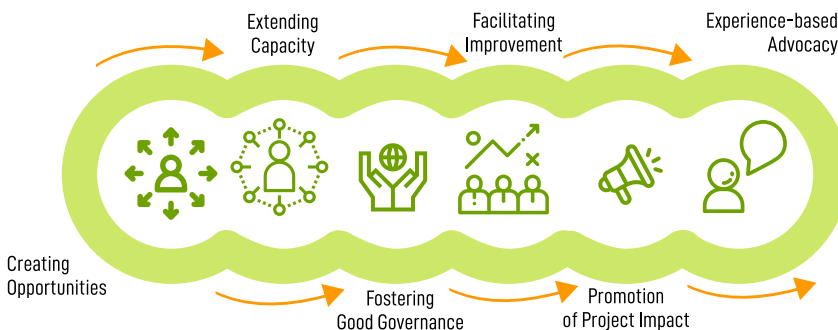 Extending
Capacity
Facilitating
Improvement
Experience-based
Advocacy
Creating
Opportunities
Fostering
Good Governance
Promotion
of Project Impact